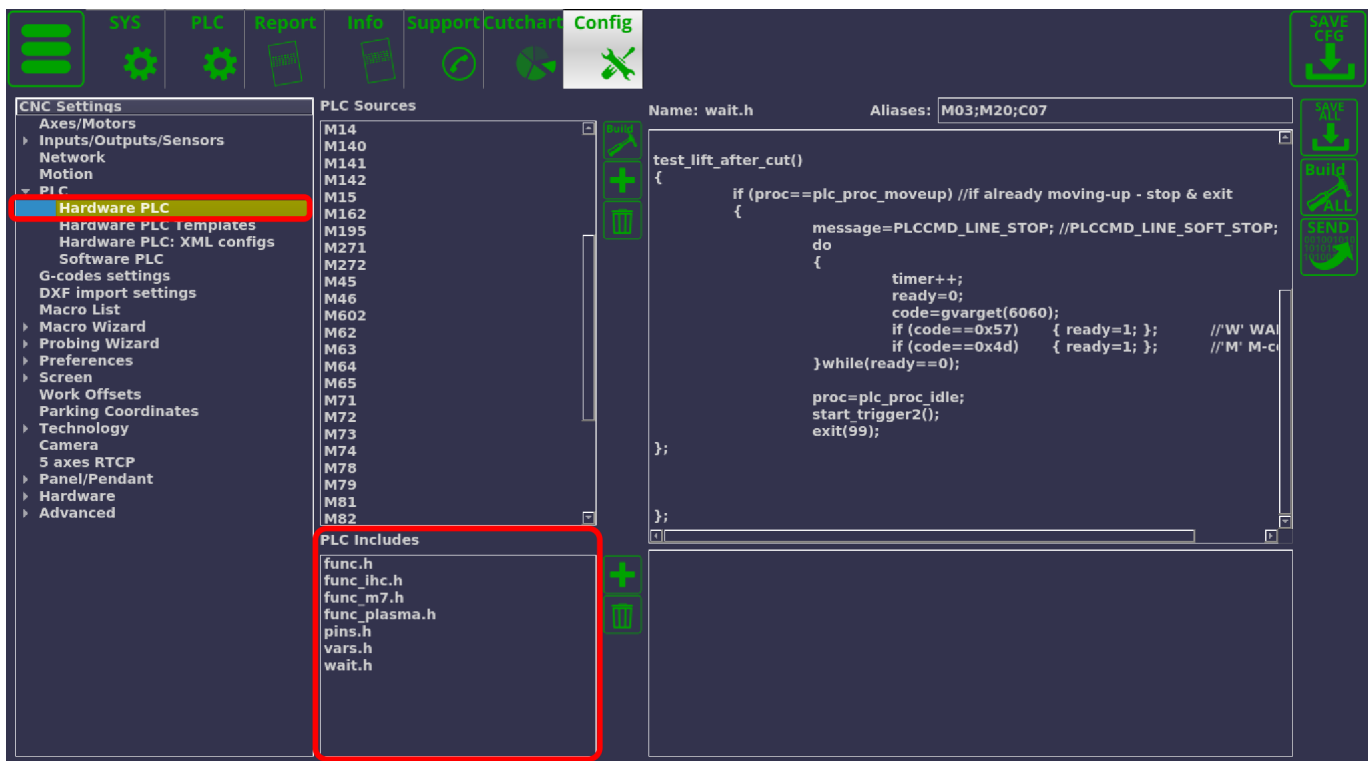 SYS PLC Report Info Support Cutchart Config
SAVE
CFG
CNC Settings
Axes/Motors
Inputs/Outputs/Sensors
Network
Motion
PLC
Hardware PLC
Hardware PLC Templates
Hardware PLC: XML configs
Software PLC
G-codes settings
DXF import settings
Macro List
Macro Wizard
Probing Wizard
Preferences
Screen
Work Offsets
Parking Coordinates
Technology
Camera
5 axes RTCP
Panel/Pendant
Hardware
Advanced
PLC Sources
M14
M140
M141
M142
M15
M162
M195
M271
M272
M45
M46
M602
M62
M63
M64
M65
M71
M72
M73
M74
M78
M79
M81
M82
Build
PLC Includes
func.h
func_ihc.h
func_m7.h
func_plasma.h
pins.h
vars.h
wait.h
Name: wait.h Aliases: M03;M20;C07
test_lift_after_cut()
{
if (proc==plc_proc_moveup) //if already moving-up - stop & exit
{
message=PLCCMD_LINE_STOP; //PLCCMD_LINE_SOFT_STOP;
do
{
timer++;
ready=0;
code=gvarget(6060);
if (code==0x57) { ready=1; }; //'W' WAI
if (code==0x4d) { ready=1; }; //'M' M-c
}while(ready==0);
proc=plc_proc_idle;
start_trigger2();
exit(99);
};
};
SAVE
ALL
Build
ALL
SEND